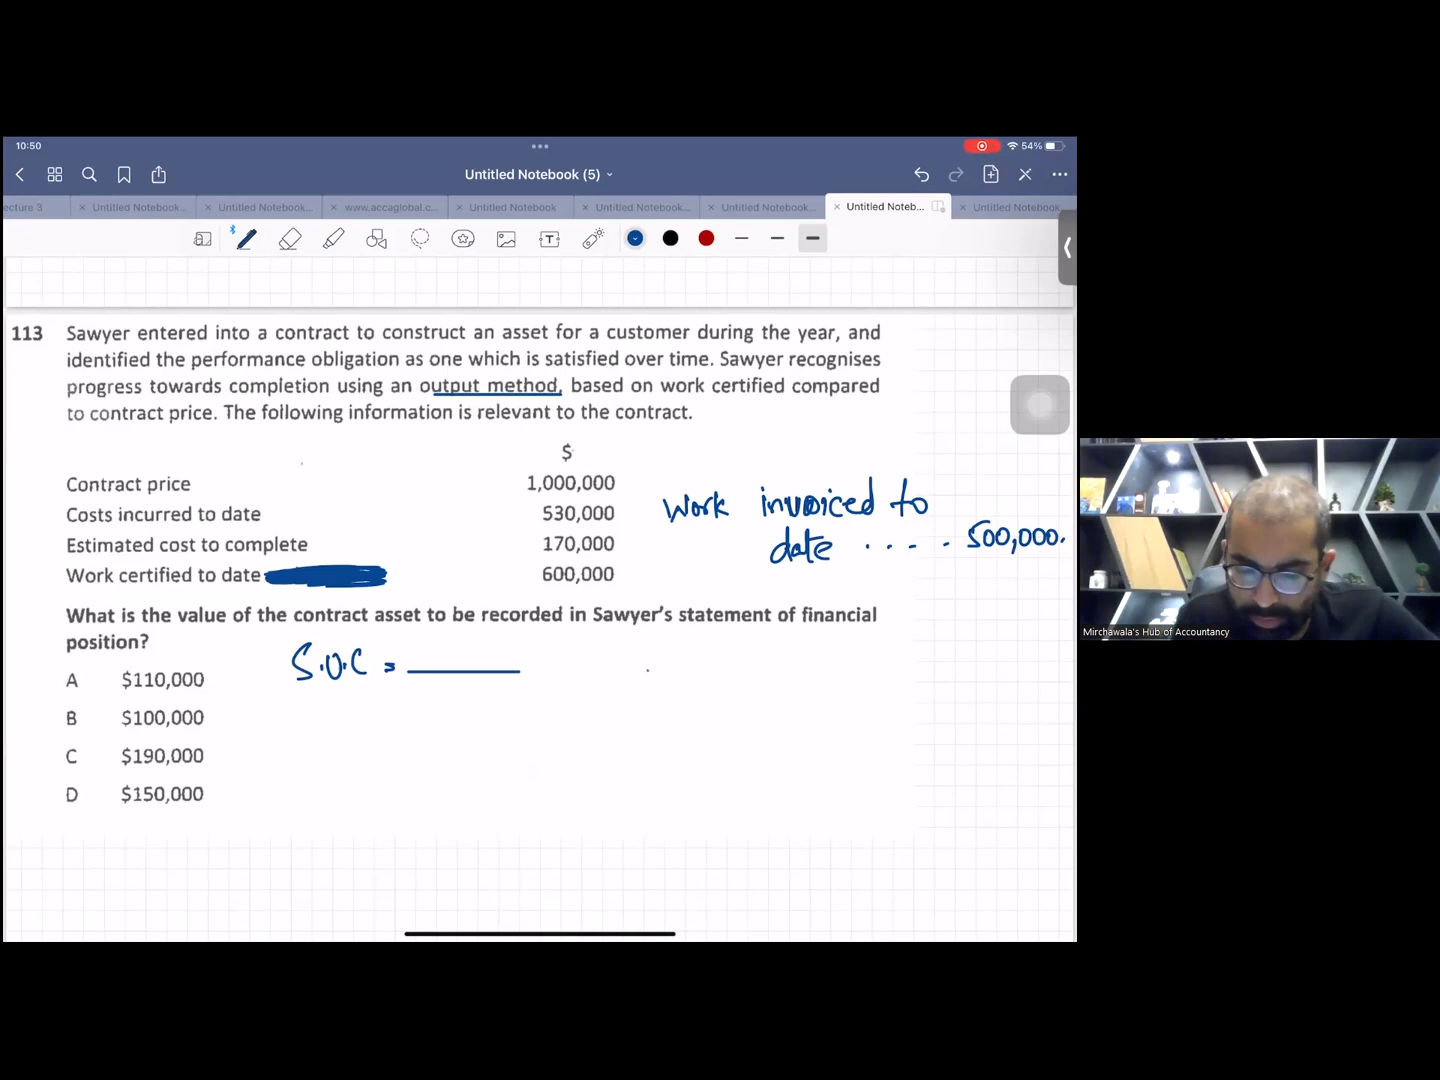 10:50
54%
Untitled Notebook (5)
ecture 3
Untitled Notebook...
Untitled Notebook...
www.accaglobal.c...
Untitled Notebook
Untitled Notebook...
Untitled Notebook...
Untitled Noteb...
Untitled Notebook
113 Sawyer entered into a contract to construct an asset for a customer during the year, and
identified the performance obligation as one which is satisfied over time. Sawyer recognises
progress towards completion using an output method, based on work certified compared
to contract price. The following information is relevant to the contract.
$
Contract price 1,000,000
Costs incurred to date 530,000
Estimated cost to complete 170,000
Work certified to date 600,000
Work invoiced to
date .... 500,000.
What is the value of the contract asset to be recorded in Sawyer's statement of financial
position?
S.O.C =
A $110,000
B $100,000
C $190,000
D $150,000
Mirchawala's Hub of Accountancy